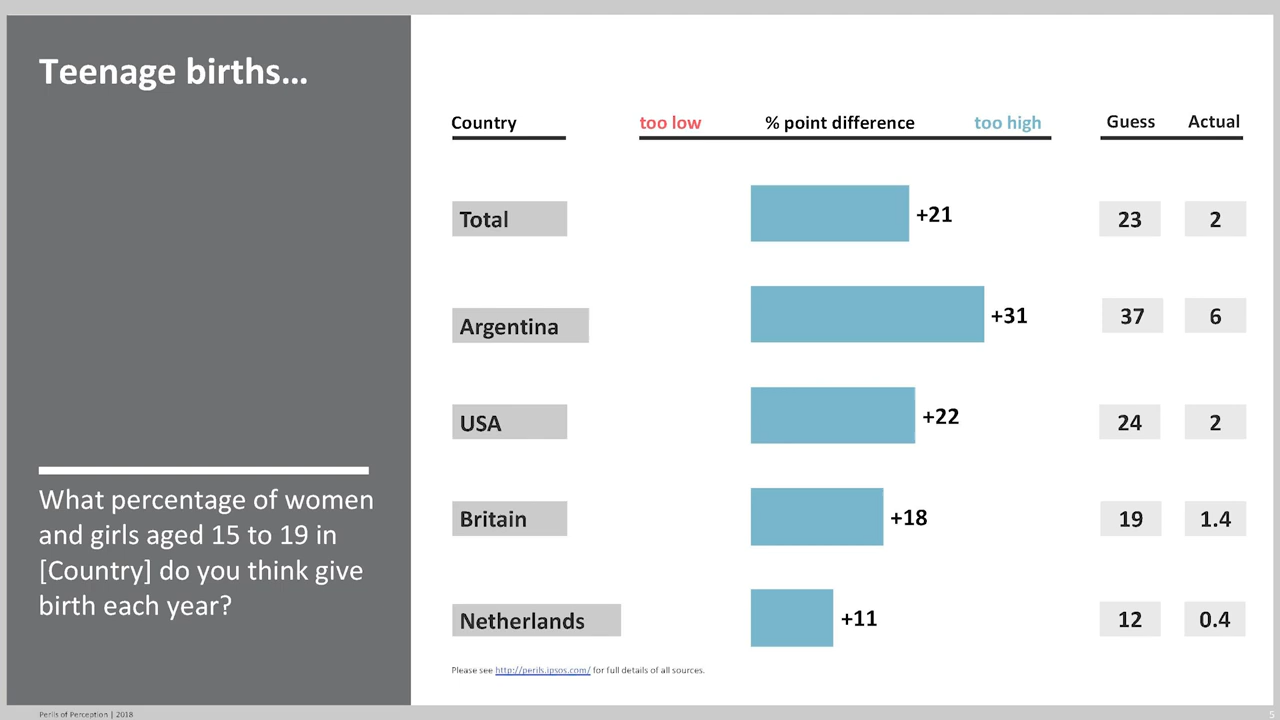 Teenage births…
What percentage of women
and girls aged 15 to 19 in
[Country] do you think give
birth each year?
Country too low % point difference too high Guess Actual
Total +21 23 2
Argentina +31 37 6
USA +22 24 2
Britain +18 19 1.4
Netherlands +11 12 0.4
Please see http://perils.ipsos.com/ for full details of all sources.
Perils of Perception | 2018
5